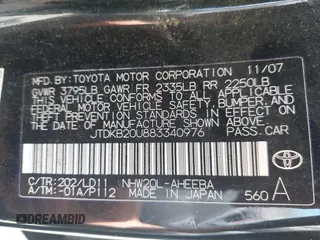 MFD. BY: TOYOTA MOTOR CORPORATION 11/07
GVWR 3795LB GAWR FR 2335LB RR 2250LB
THIS VEHICLE CONFORMS TO ALL APPLICABLE
FEDERAL MOTOR VEHICLE SAFETY, BUMPER, AND
THEFT PREVENTION STANDARDS IN EFFECT ON
THE DATE OF MANUFACTURE SHOWN ABOVE.
JTDKB20U883340976 PASS. CAR
C/TR: 202/LD11 NHW20L-AHEEBA
A/TM: -01A/P112 MADE IN JAPAN 560 A
TOYOTA
DREAMBID